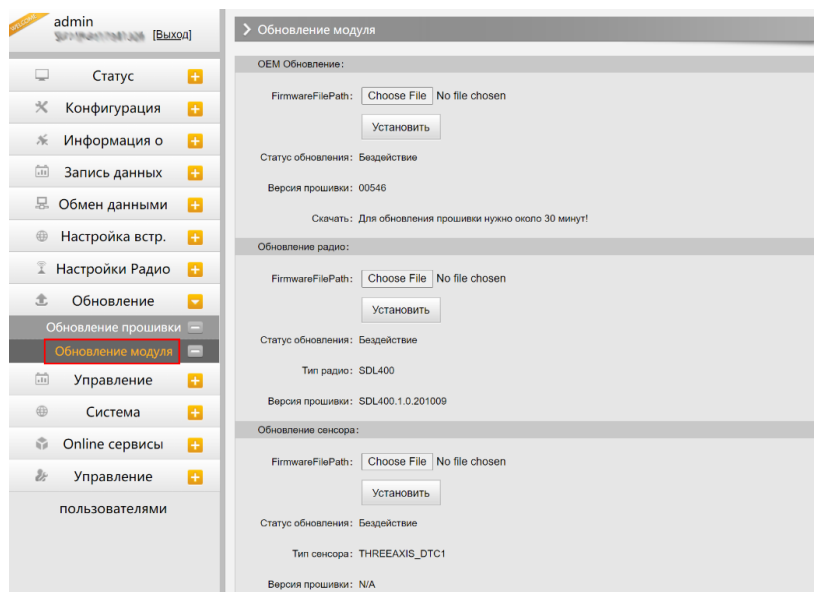 WELCOME
admin
[Выход]
Статус
Конфигурация
Информация о
Запись данных
Обмен данными
Настройка встр.
Настройки Радио
Обновление
Обновление прошивки
Обновление модуля
Управление
Система
Online сервисы
Управление
пользователями
Обновление модуля
OEM Обновление:
FirmwareFilePath: Choose File No file chosen
Установить
Статус обновления: Бездействие
Версия прошивки: 00546
Скачать: Для обновления прошивки нужно около 30 минут!
Обновление радио:
FirmwareFilePath: Choose File No file chosen
Установить
Статус обновления: Бездействие
Тип радио: SDL400
Версия прошивки: SDL400.1.0.201009
Обновление сенсора:
FirmwareFilePath: Choose File No file chosen
Установить
Статус обновления: Бездействие
Тип сенсора: THREEAXIS_DTC1
Версия прошивки: N/A